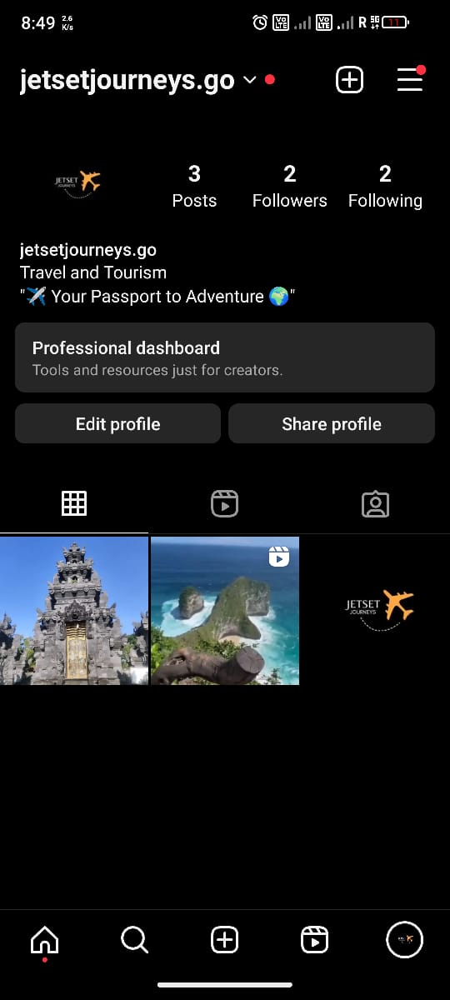 8:49 2.6 K/s VO LTE VO LTE R 5G 11
jetsetjourneys.go
JETSET
JOURNEYS
3 2 2
Posts Followers Following
jetsetjourneys.go
Travel and Tourism
"✈️ Your Passport to Adventure 🌍"
Professional dashboard
Tools and resources just for creators.
Edit profile Share profile
JETSET
JOURNEYS